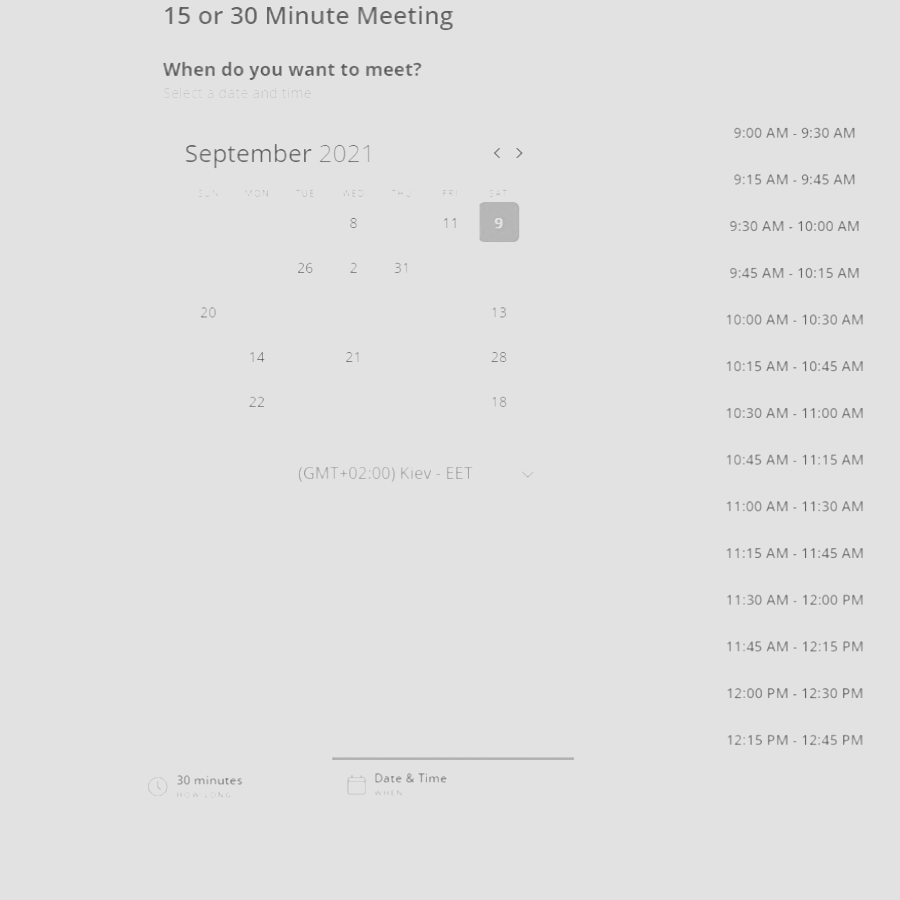 15 or 30 Minute Meeting
When do you want to meet?
Select a date and time
September 2021
SUN MON TUE WED THU FRI SAT
8 11 9
26 2 31
20 13
14 21 28
22 18
(GMT+02:00) Kiev - EET
9:00 AM - 9:30 AM
9:15 AM - 9:45 AM
9:30 AM - 10:00 AM
9:45 AM - 10:15 AM
10:00 AM - 10:30 AM
10:15 AM - 10:45 AM
10:30 AM - 11:00 AM
10:45 AM - 11:15 AM
11:00 AM - 11:30 AM
11:15 AM - 11:45 AM
11:30 AM - 12:00 PM
11:45 AM - 12:15 PM
12:00 PM - 12:30 PM
12:15 PM - 12:45 PM
30 minutes
HOW LONG
Date & Time
WHEN